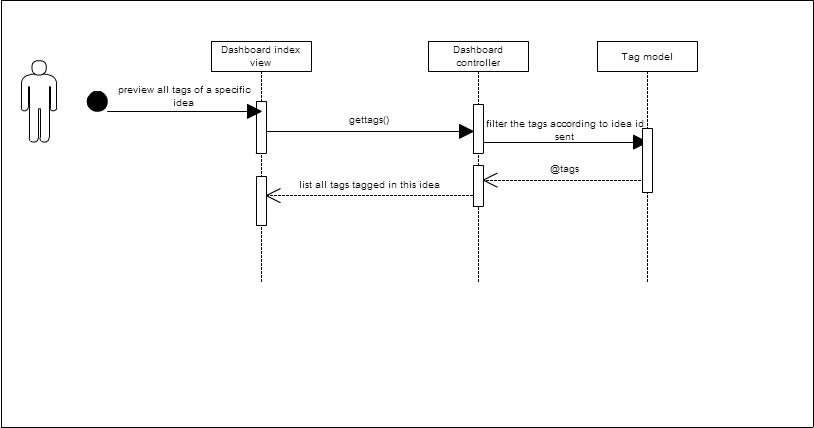 Dashboard index
view
Dashboard
controller
Tag model
preview all tags of a specific
idea
gettags()
filter the tags according to idea id
sent
@tags
list all tags tagged in this idea